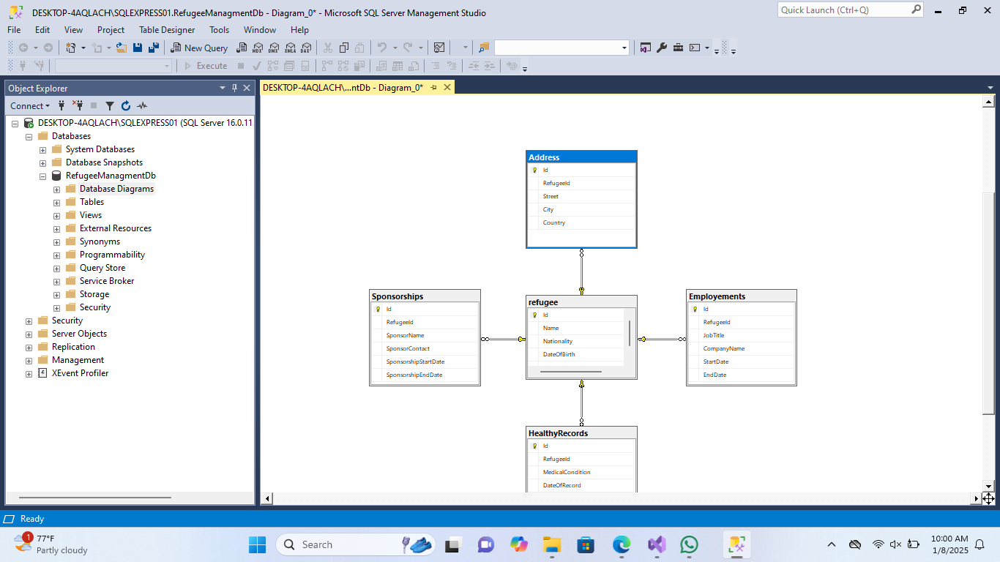 DESKTOP-4AQLACH\SQLEXPRESS01.RefugeeManagmentDb - Diagram_0* - Microsoft SQL Server Management Studio
Quick Launch (Ctrl+Q)
File Edit View Project Table Designer Tools Window Help
New Query MDX DMX XMLA DAX
Execute
Object Explorer
DESKTOP-4AQLACH\...ntDb - Diagram_0*
Connect
DESKTOP-4AQLACH\SQLEXPRESS01 (SQL Server 16.0.11
Databases
System Databases
Database Snapshots
RefugeeManagmentDb
Database Diagrams
Tables
Views
External Resources
Synonyms
Programmability
Query Store
Service Broker
Storage
Security
Security
Server Objects
Replication
Management
XEvent Profiler
Address
Id
RefugeeId
Street
City
Country
Sponsorships
Id
RefugeeId
SponsorName
SponsorContact
SponsorshipStartDate
SponsorshipEndDate
refugee
Id
Name
Nationality
DateOfBirth
Employements
Id
RefugeeId
JobTitle
CompanyName
StartDate
EndDate
HealthyRecords
Id
RefugeeId
MedicalCondition
DateOfRecord
Ready
1
77°F
Partly cloudy
Search
10:00 AM
1/8/2025